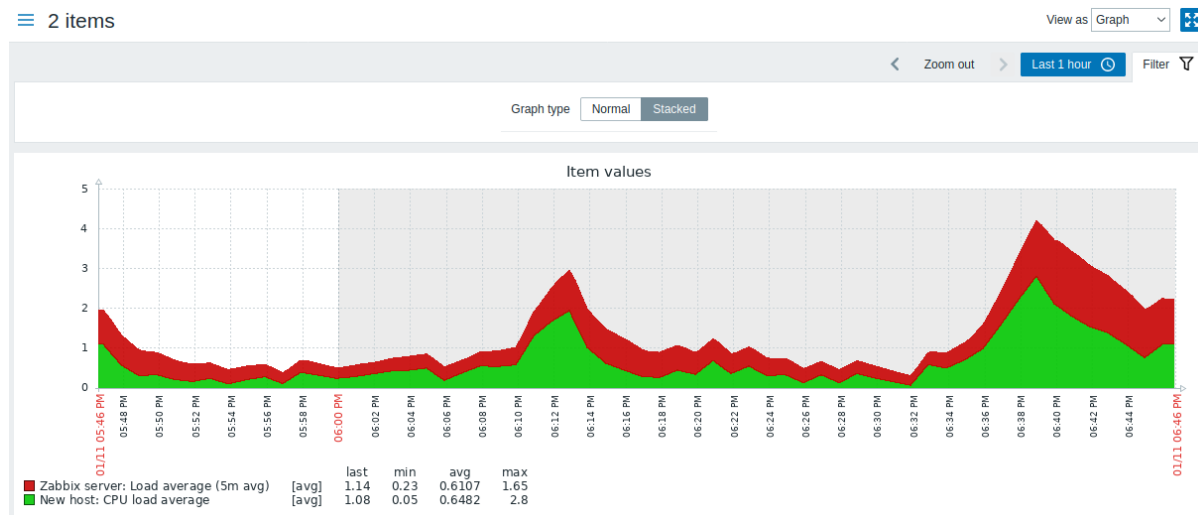 2 items
View as Graph
Zoom out Last 1 hour Filter
Graph type Normal Stacked
Item values
5
4
3
2
1
0
01/11 05:46 PM 05:48 PM 05:50 PM 05:52 PM 05:54 PM 05:56 PM 05:58 PM 06:00 PM 06:02 PM 06:04 PM 06:06 PM 06:08 PM 06:10 PM 06:12 PM 06:14 PM 06:16 PM 06:18 PM 06:20 PM 06:22 PM 06:24 PM 06:26 PM 06:28 PM 06:30 PM 06:32 PM 06:34 PM 06:36 PM 06:38 PM 06:40 PM 06:42 PM 06:44 PM 01/11 06:46 PM
last min avg max
Zabbix server: Load average (5m avg) [avg] 1.14 0.23 0.6107 1.65
New host: CPU load average [avg] 1.08 0.05 0.6482 2.8